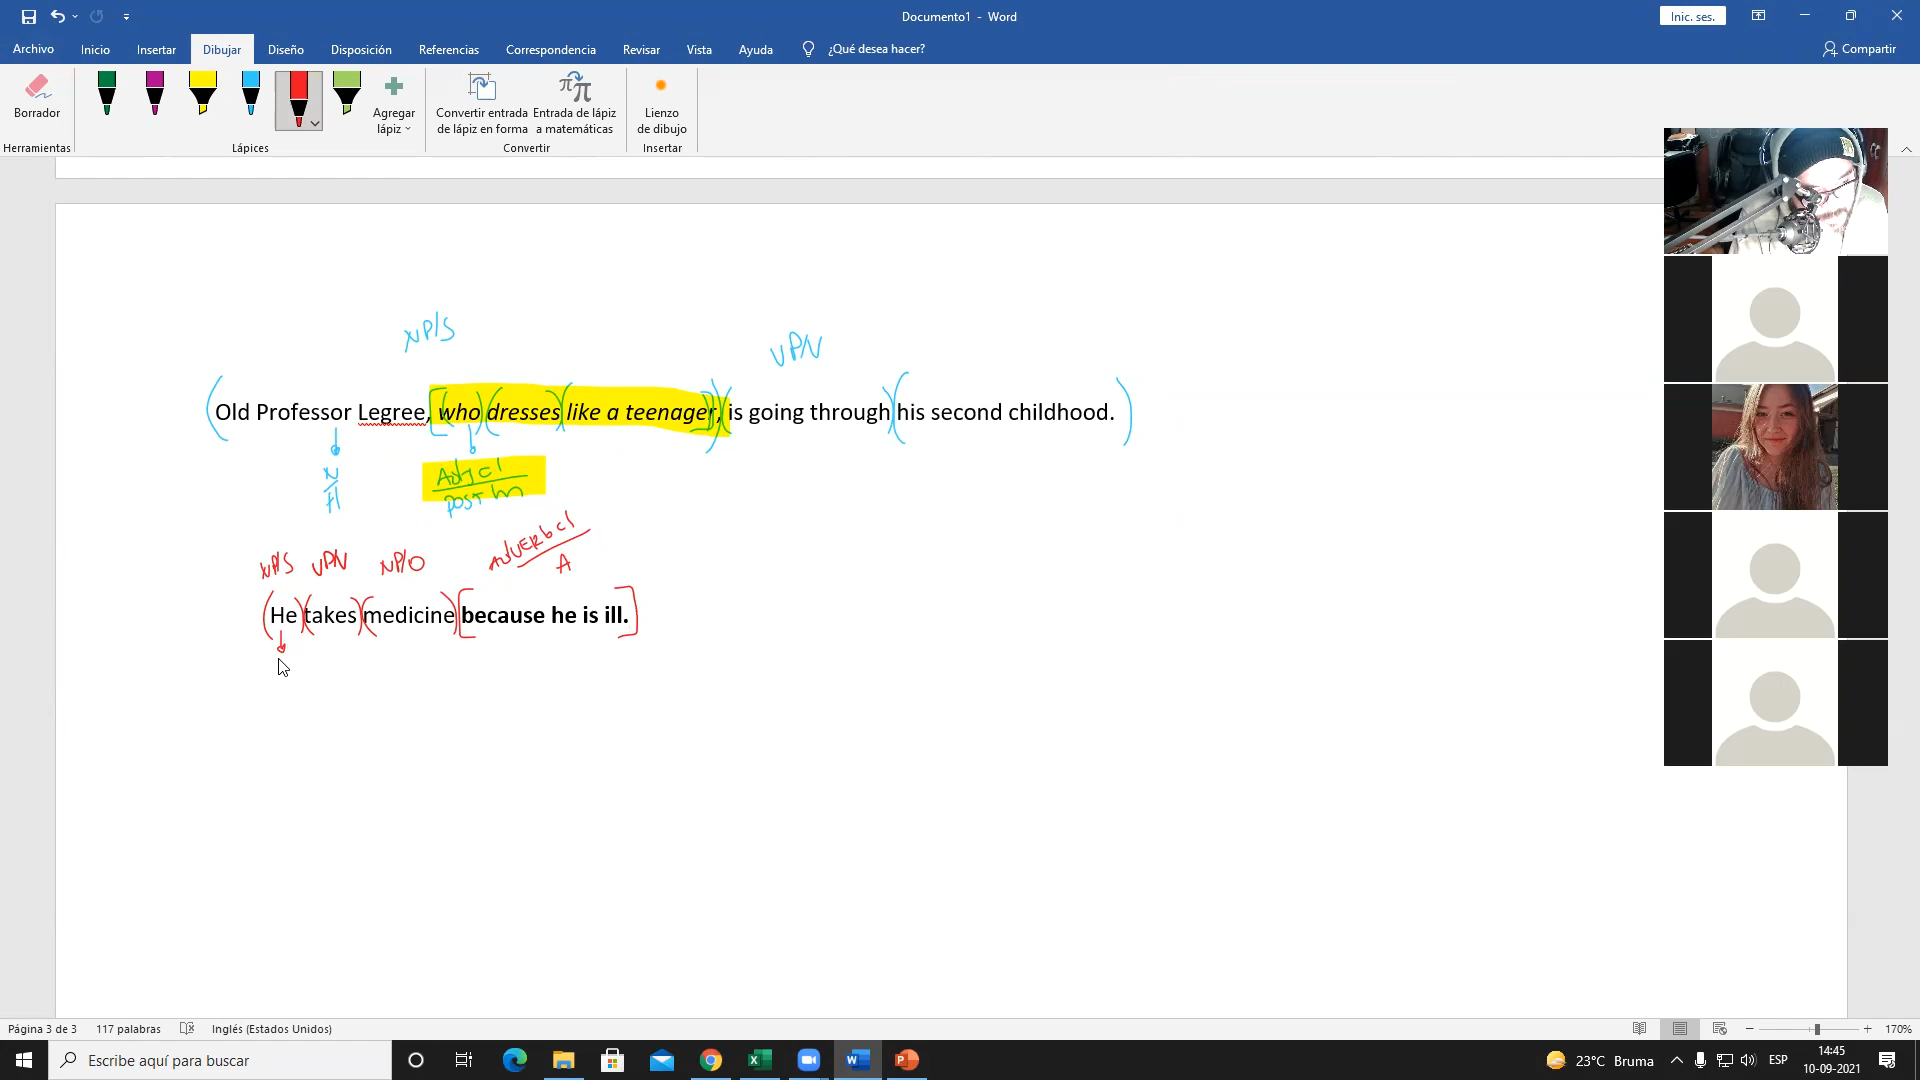 Documento1 - Word
Inic. ses.
Archivo Inicio Insertar Dibujar Diseño Disposición Referencias Correspondencia Revisar Vista Ayuda ¿Qué desea hacer? Compartir
Borrador
Agregar lápiz
Convertir entrada de lápiz en forma
Entrada de lápiz a matemáticas
Lienzo de dibujo
Herramientas Lápices Convertir Insertar
NP/S
VPN
Old Professor Legree, who dresses like a teenager, is going through his second childhood.
N
H
Adj cl
post m
NP/S VPN NP/O AdVERb cl
A
He takes medicine because he is ill.
Página 3 de 3 117 palabras Inglés (Estados Unidos) 170%
Escribe aquí para buscar
23°C Bruma ESP 14:45
10-09-2021